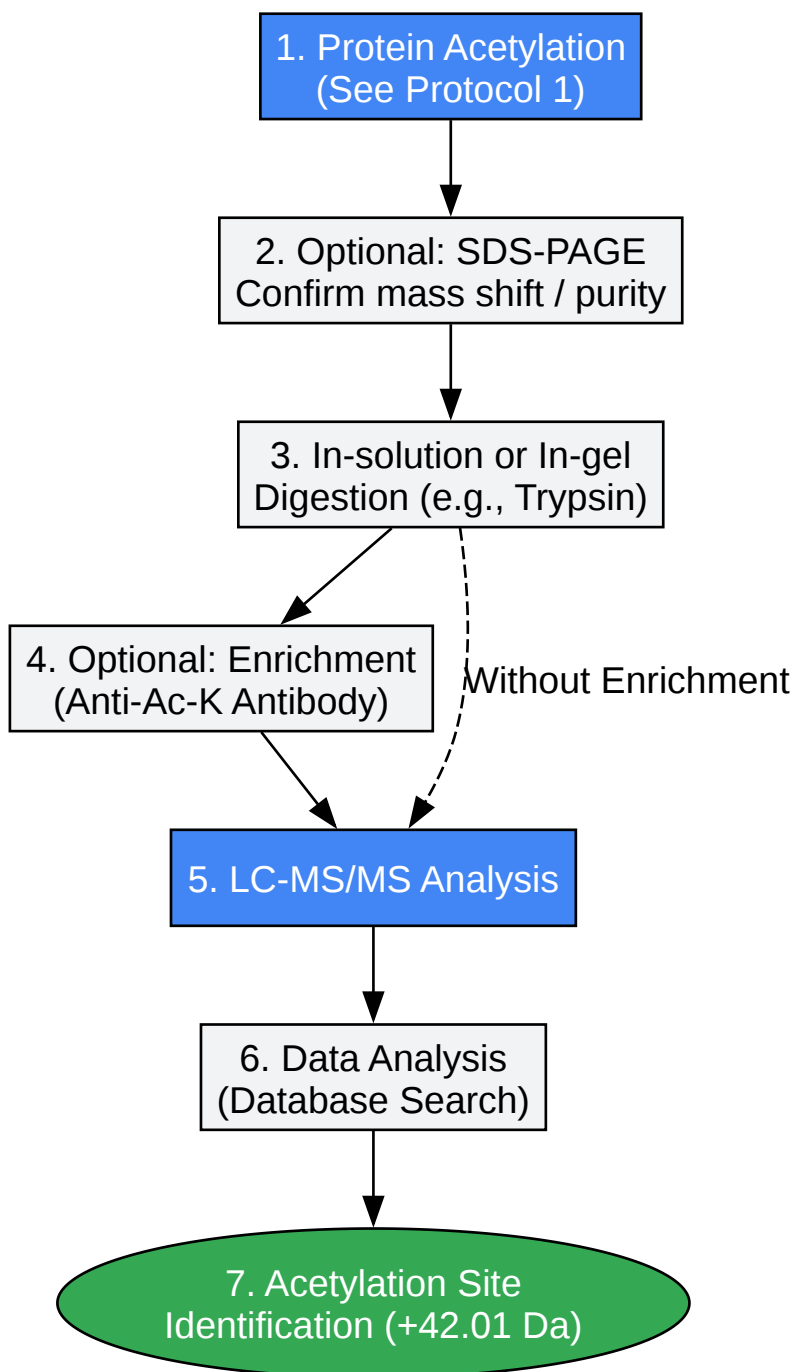 1. Protein Acetylation
(See Protocol 1)
2. Optional: SDS-PAGE
Confirm mass shift / purity
3. In-solution or In-gel
Digestion (e.g., Trypsin)
4. Optional: Enrichment
(Anti-Ac-K Antibody)
Without Enrichment
5. LC-MS/MS Analysis
6. Data Analysis
(Database Search)
7. Acetylation Site
Identification (+42.01 Da)